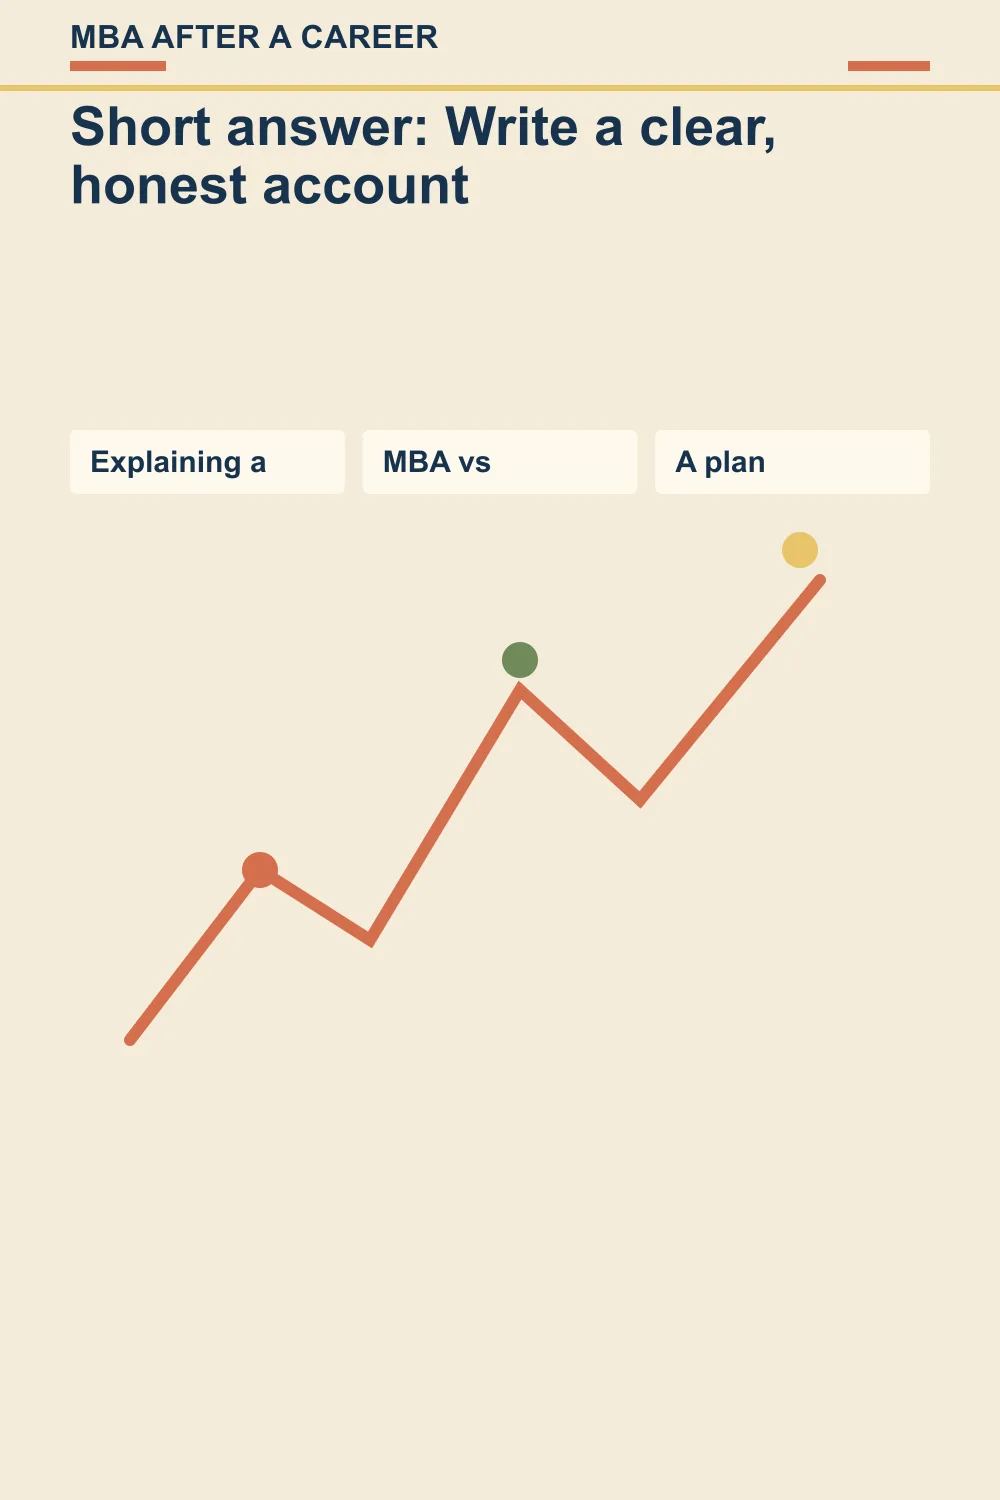 MBA AFTER A CAREER
Short answer: Write a clear,
honest account
Explaining a
MBA vs
A plan